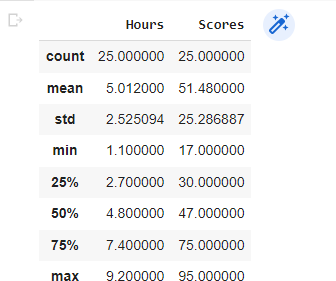 Hours Scores
count 25.000000 25.000000
mean 5.012000 51.480000
std 2.525094 25.286887
min 1.100000 17.000000
25% 2.700000 30.000000
50% 4.800000 47.000000
75% 7.400000 75.000000
max 9.200000 95.000000